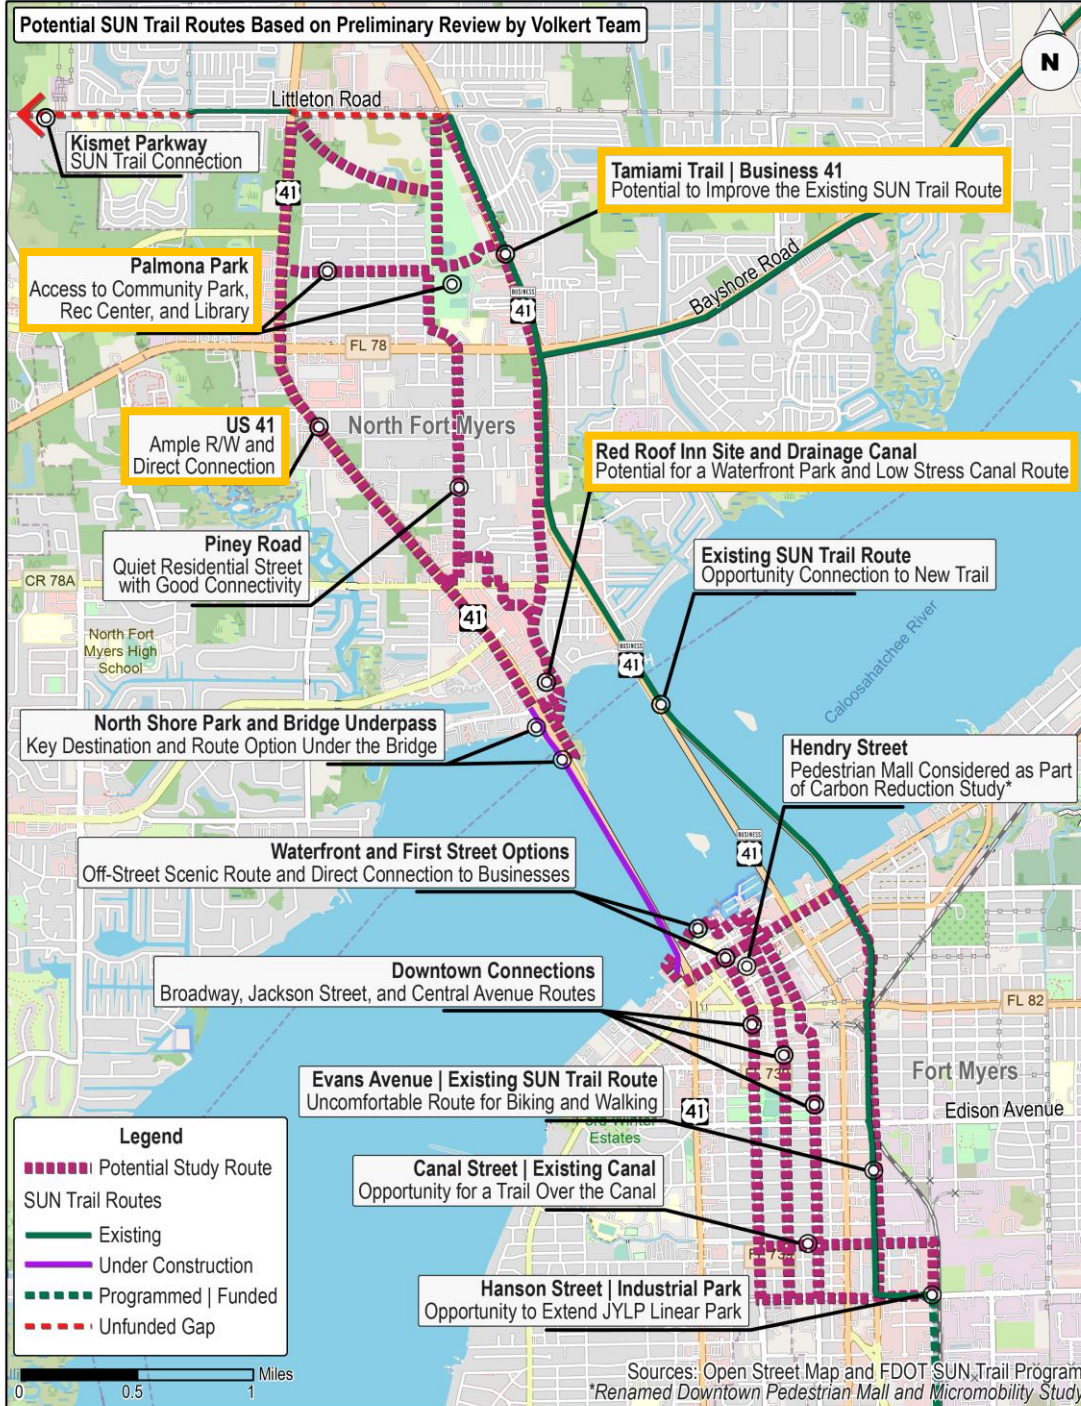 Potential SUN Trail Routes Based on Preliminary Review by Volkert Team
N
Littleton Road
Kismet Parkway
SUN Trail Connection
41
Tamiami Trail | Business 41
Potential to Improve the Existing SUN Trail Route
Palmona Park
Access to Community Park,
Rec Center, and Library
Bayshore Road
BUSINESS
41
FL 78
US 41
Ample R/W and
Direct Connection
North Fort Myers
Red Roof Inn Site and Drainage Canal
Potential for a Waterfront Park and Low Stress Canal Route
Piney Road
Quiet Residential Street
with Good Connectivity
Existing SUN Trail Route
Opportunity Connection to New Trail
CR 78A
41
North Fort
Myers High
School
BUSINESS
41
Caloosahatchee River
North Shore Park and Bridge Underpass
Key Destination and Route Option Under the Bridge
Hendry Street
Pedestrian Mall Considered as Part
of Carbon Reduction Study*
BUSINESS
41
Waterfront and First Street Options
Off-Street Scenic Route and Direct Connection to Businesses
Downtown Connections
Broadway, Jackson Street, and Central Avenue Routes
FL 82
Evans Avenue | Existing SUN Trail Route
Uncomfortable Route for Biking and Walking
Fort Myers
41
Edison Avenue
Estates
Canal Street | Existing Canal
Opportunity for a Trail Over the Canal
Hanson Street | Industrial Park
Opportunity to Extend JYLP Linear Park
Legend
Potential Study Route
SUN Trail Routes
Existing
Under Construction
Programmed | Funded
Unfunded Gap
0 0.5 1 Miles
Sources: Open Street Map and FDOT SUN Trail Program
*Renamed Downtown Pedestrian Mall and Micromobility Study